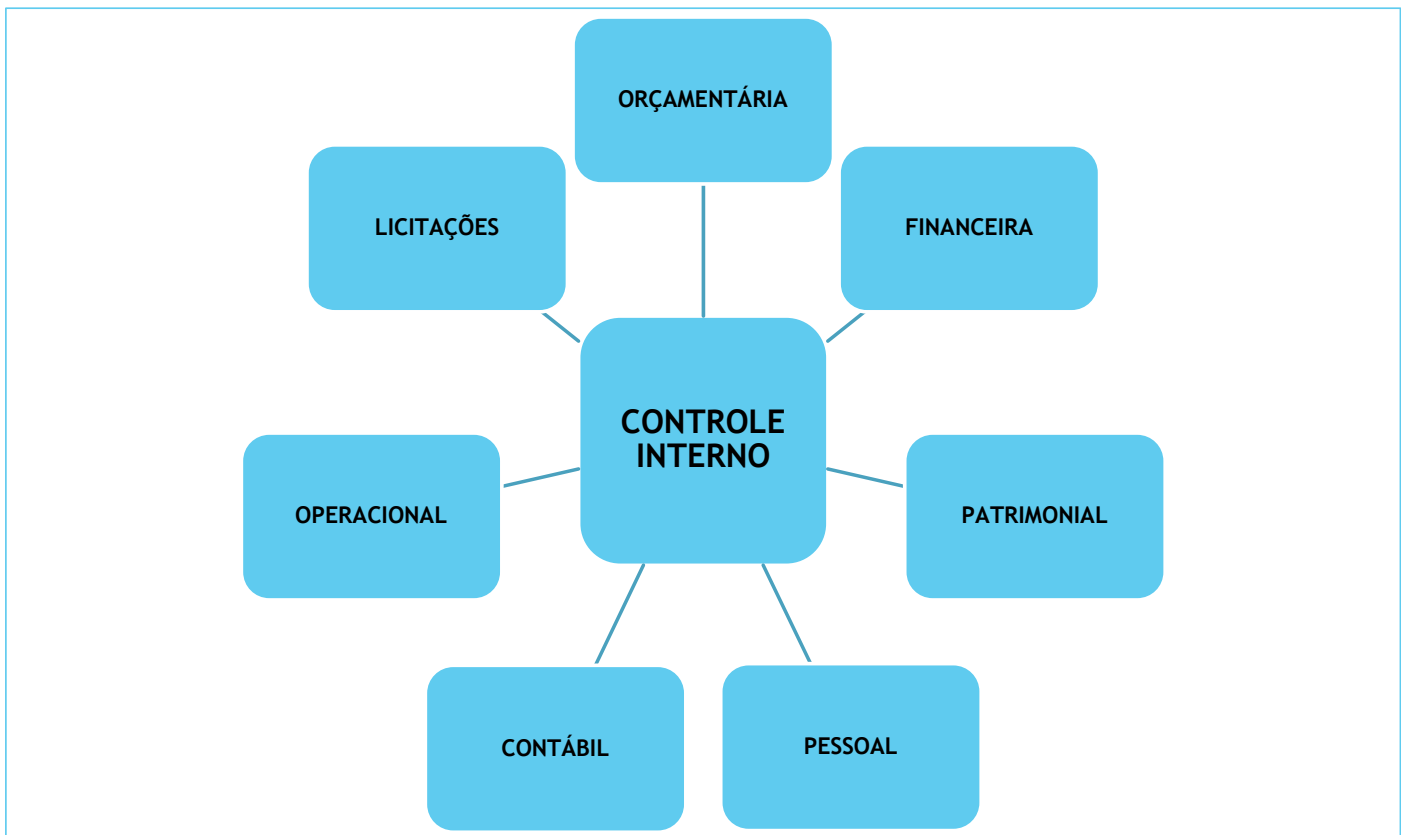 ORÇAMENTÁRIA
LICITAÇÕES
FINANCEIRA
CONTROLE
INTERNO
OPERACIONAL
PATRIMONIAL
CONTÁBIL
PESSOAL